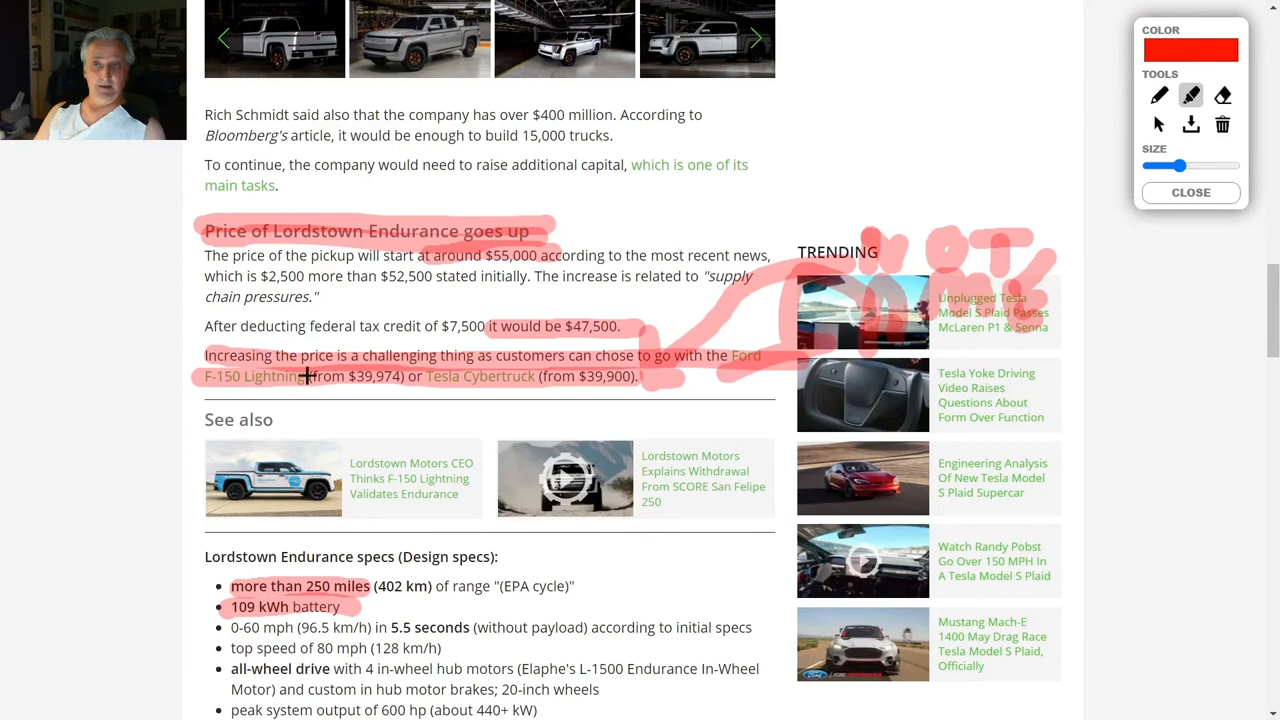 Rich Schmidt said also that the company has over $400 million. According to
Bloomberg's article, it would be enough to build 15,000 trucks.
To continue, the company would need to raise additional capital, which is one of its
main tasks.
Price of Lordstown Endurance goes up
The price of the pickup will start at around $55,000 according to the most recent news,
which is $2,500 more than $52,500 stated initially. The increase is related to "supply
chain pressures."
After deducting federal tax credit of $7,500 it would be $47,500.
Increasing the price is a challenging thing as customers can chose to go with the Ford
F-150 Lightning (from $39,974) or Tesla Cybertruck (from $39,900).
See also
Lordstown Motors CEO
Thinks F-150 Lightning
Validates Endurance
Lordstown Motors
Explains Withdrawal
From SCORE San Felipe
250
Lordstown Endurance specs (Design specs):
more than 250 miles (402 km) of range "(EPA cycle)"
109 kWh battery
0-60 mph (96.5 km/h) in 5.5 seconds (without payload) according to initial specs
top speed of 80 mph (128 km/h)
all-wheel drive with 4 in-wheel hub motors (Elaphe's L-1500 Endurance In-Wheel
Motor) and custom in hub motor brakes; 20-inch wheels
peak system output of 600 hp (about 440+ kW)
NOT
TRENDING
Unplugged Tesla
Model S Plaid Passes
McLaren P1 & Senna
Tesla Yoke Driving
Video Raises
Questions About
Form Over Function
Engineering Analysis
Of New Tesla Model
S Plaid Supercar
Watch Randy Pobst
Go Over 150 MPH In
A Tesla Model S Plaid
Mustang Mach-E
1400 May Drag Race
Tesla Model S Plaid,
Officially
Ford
COLOR
TOOLS
SIZE
CLOSE